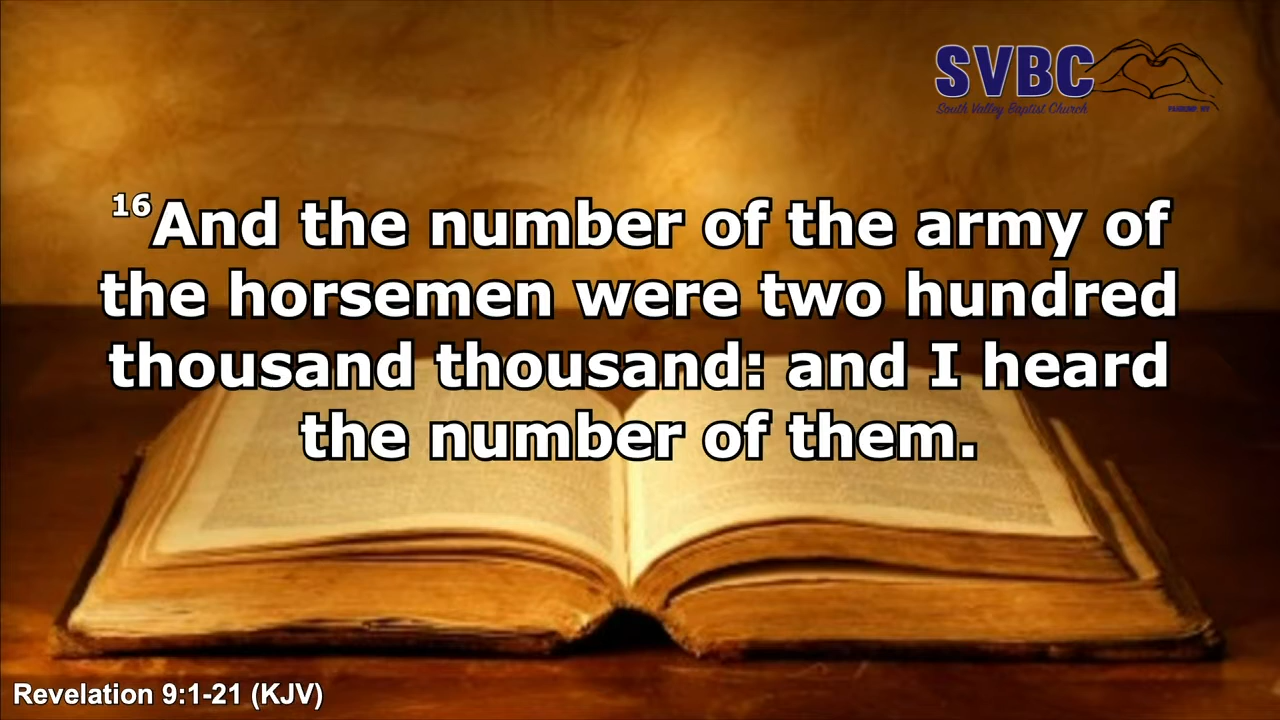 SVBC
South Valley Baptist Church
16And the number of the army of
the horsemen were two hundred
thousand thousand: and I heard
the number of them.
Revelation 9:1-21 (KJV)